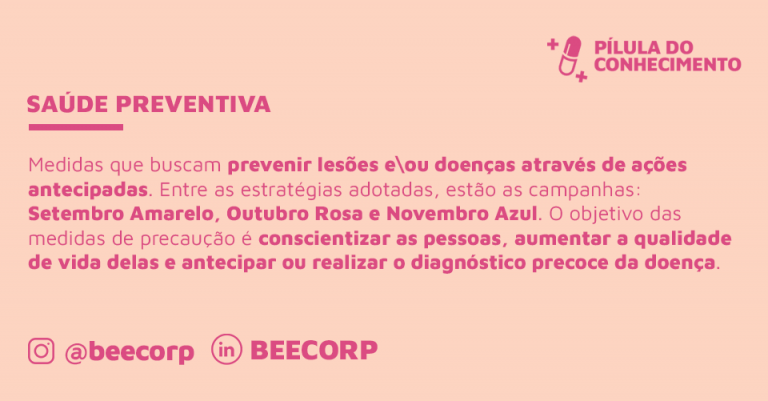 PÍLULA DO
CONHECIMENTO
SAÚDE PREVENTIVA
Medidas que buscam prevenir lesões e\ou doenças através de ações
antecipadas. Entre as estratégias adotadas, estão as campanhas:
Setembro Amarelo, Outubro Rosa e Novembro Azul. O objetivo das
medidas de precaução é conscientizar as pessoas, aumentar a qualidade
de vida delas e antecipar ou realizar o diagnóstico precoce da doença.
@beecorp in BEECORP